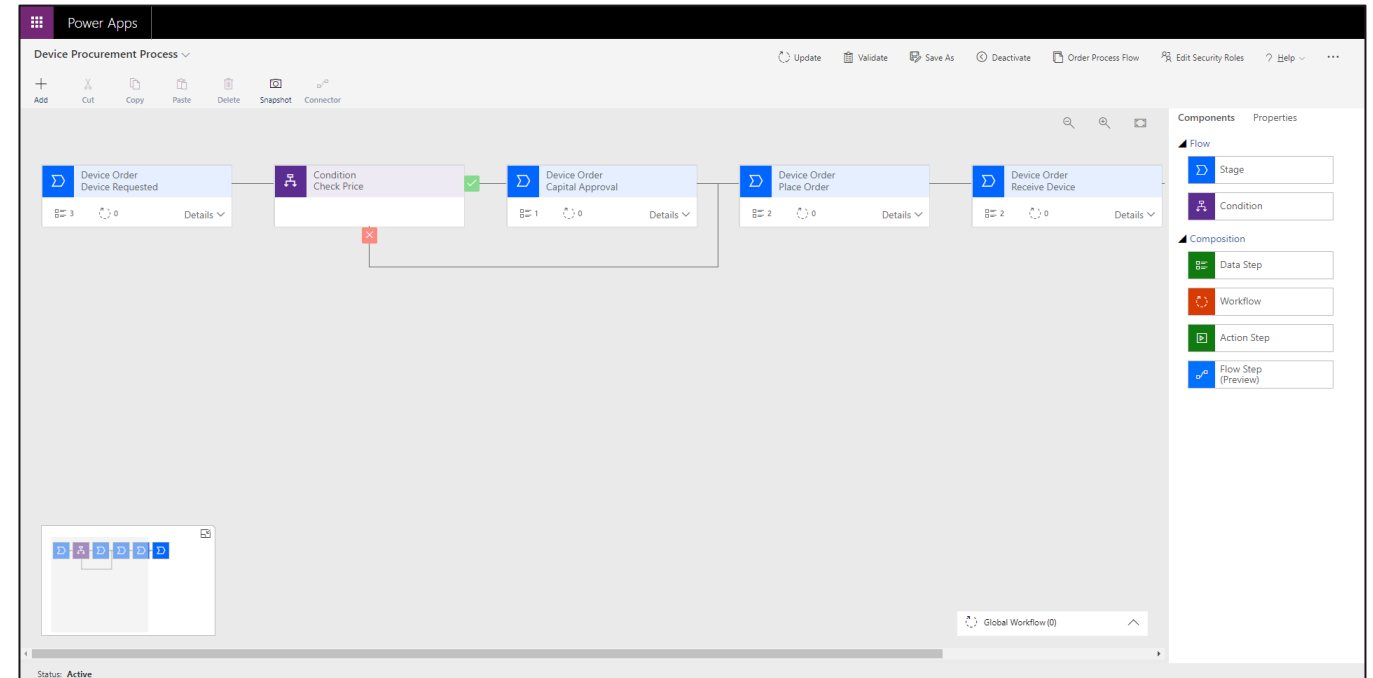 Power Apps
Device Procurement Process
Update
Validate
Save As
Deactivate
Order Process Flow
Edit Security Roles
? Help
...
Add
Cut
Copy
Paste
Delete
Snapshot
Connector
Components
Properties
Flow
Stage
Condition
Composition
Data Step
Workflow
Action Step
Flow Step
(Preview)
Device Order
Device Requested
3
0
Details
Condition
Check Price
Device Order
Capital Approval
1
0
Details
Device Order
Place Order
2
0
Details
Device Order
Receive Device
2
0
Details
Global Workflow (0)
Status: Active